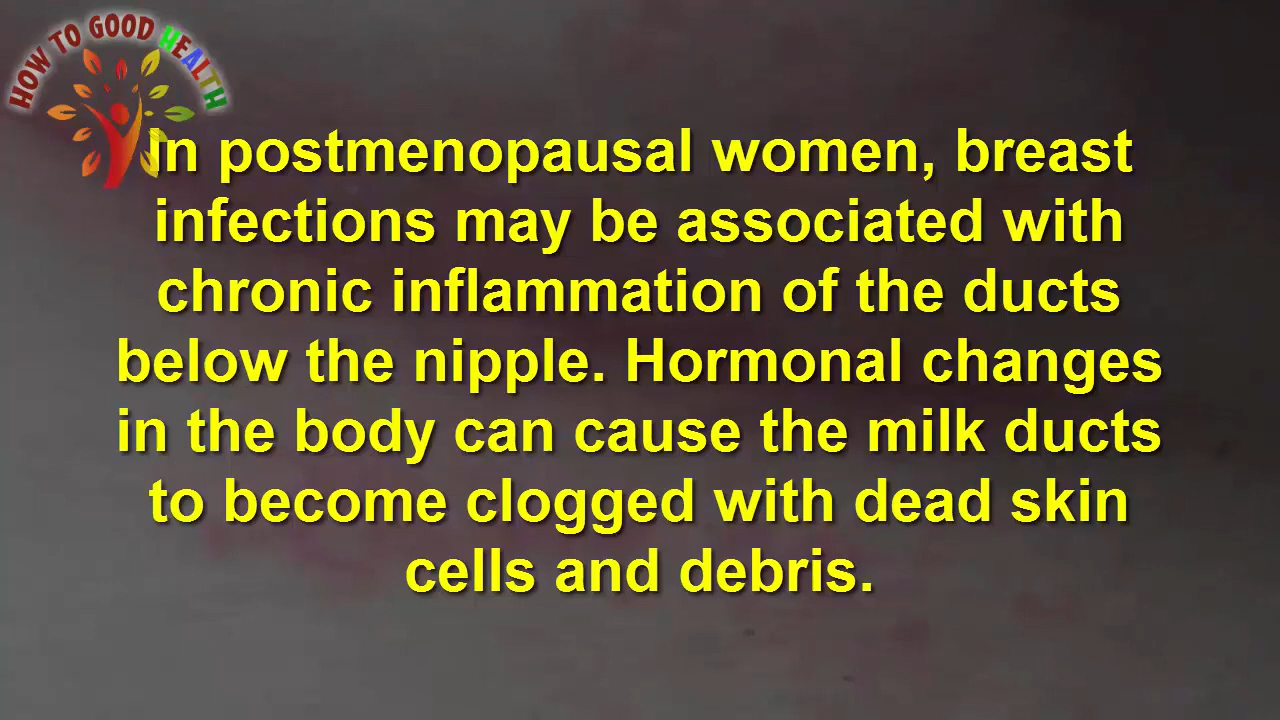 HOW TO GOOD HEALTH
In postmenopausal women, breast
infections may be associated with
chronic inflammation of the ducts
below the nipple. Hormonal changes
in the body can cause the milk ducts
to become clogged with dead skin
cells and debris.